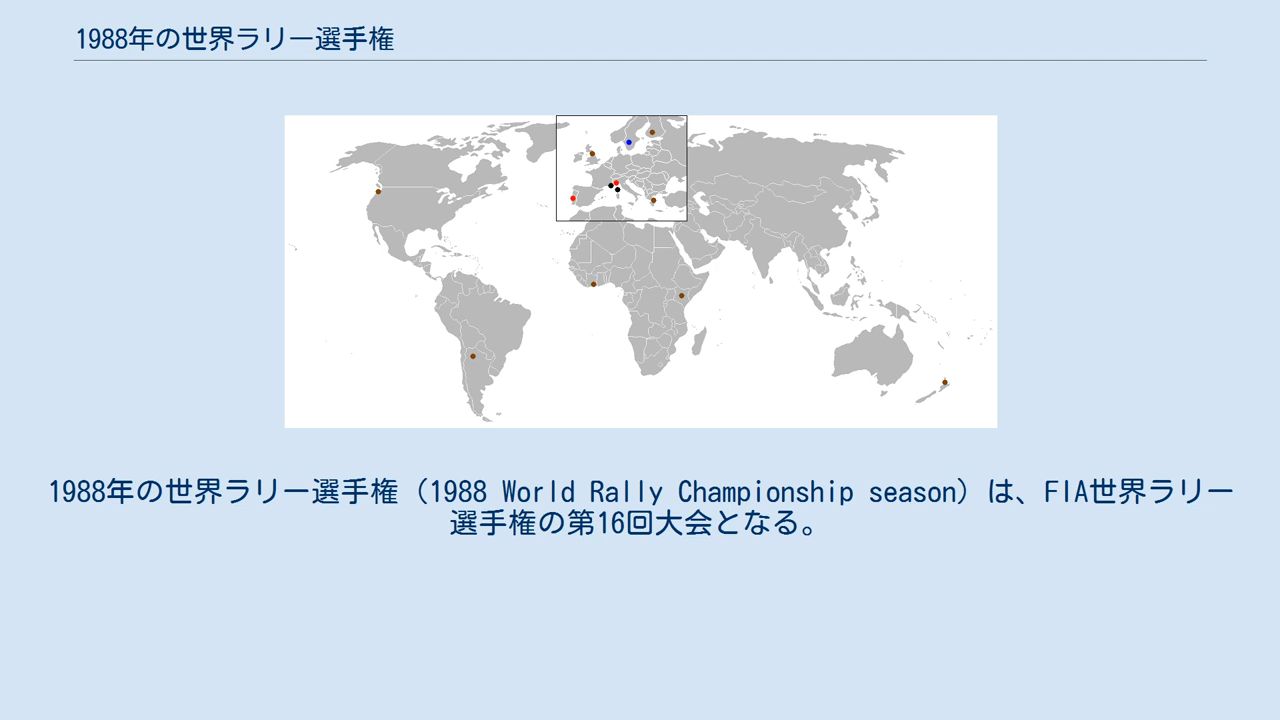 1988年の世界ラリー選手権
1988年の世界ラリー選手権（1988 World Rally Championship season）は、FIA世界ラリー
選手権の第16回大会となる。